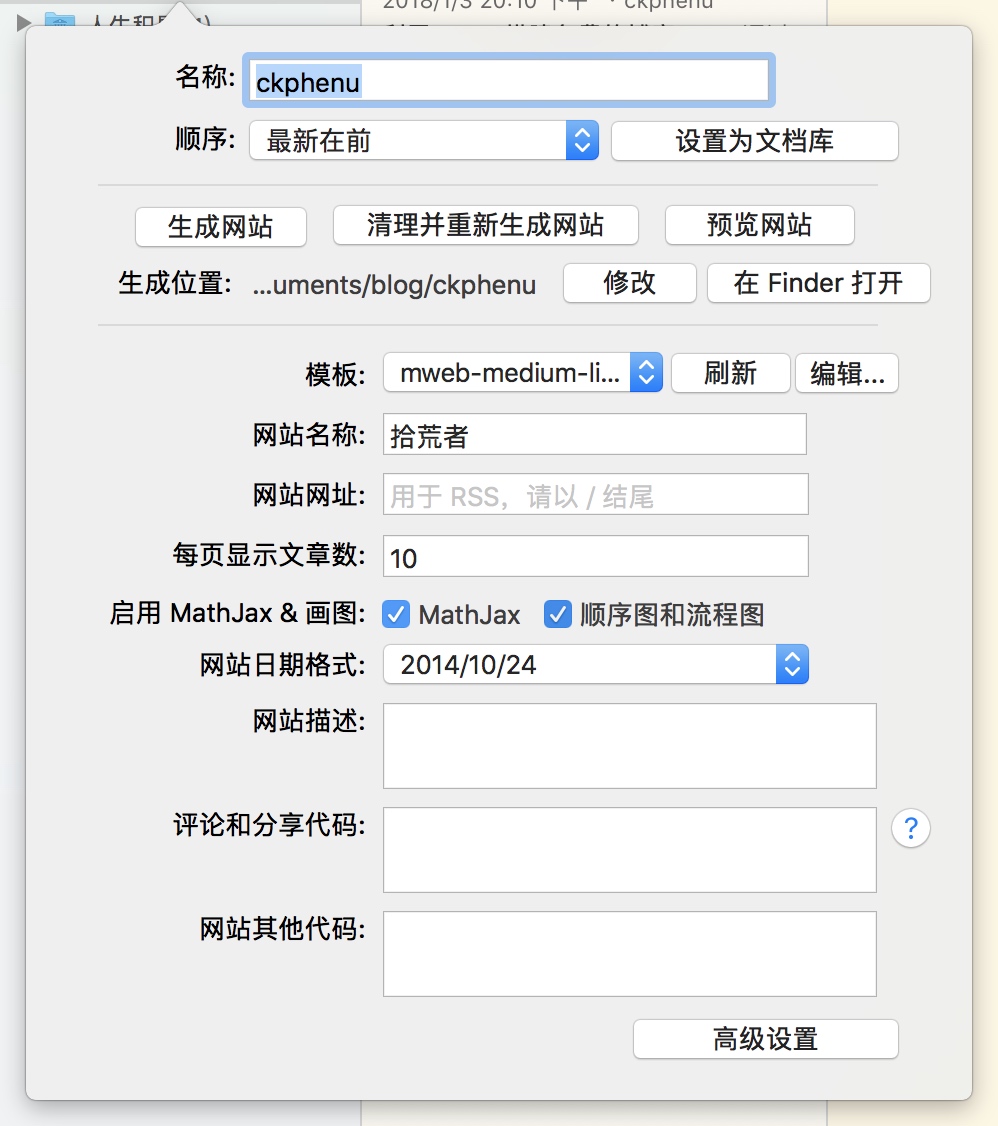 2018/1/3 20:10 下午 · ckphenu
名称: ckphenu
顺序: 最新在前 设置为文档库
生成网站 清理并重新生成网站 预览网站
生成位置: ...uments/blog/ckphenu 修改 在 Finder 打开
模板: mweb-medium-li... 刷新 编辑...
网站名称: 拾荒者
网站网址: 用于 RSS，请以 / 结尾
每页显示文章数: 10
启用 MathJax & 画图: MathJax 顺序图和流程图
网站日期格式: 2014/10/24
网站描述:
评论和分享代码: ?
网站其他代码:
高级设置